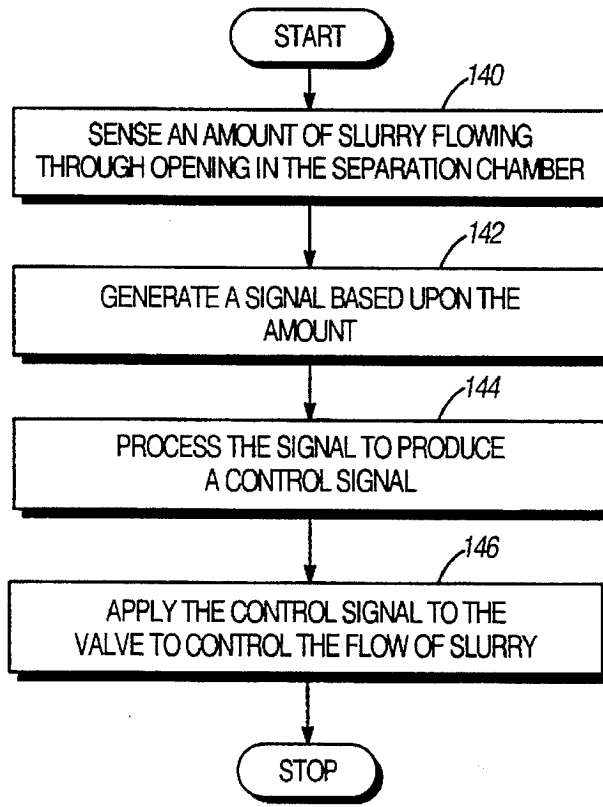 START
140
SENSE AN AMOUNT OF SLURRY FLOWING
THROUGH OPENING IN THE SEPARATION CHAMBER
142
GENERATE A SIGNAL BASED UPON THE
AMOUNT
144
PROCESS THE SIGNAL TO PRODUCE
A CONTROL SIGNAL
146
APPLY THE CONTROL SIGNAL TO THE
VALVE TO CONTROL THE FLOW OF SLURRY
STOP